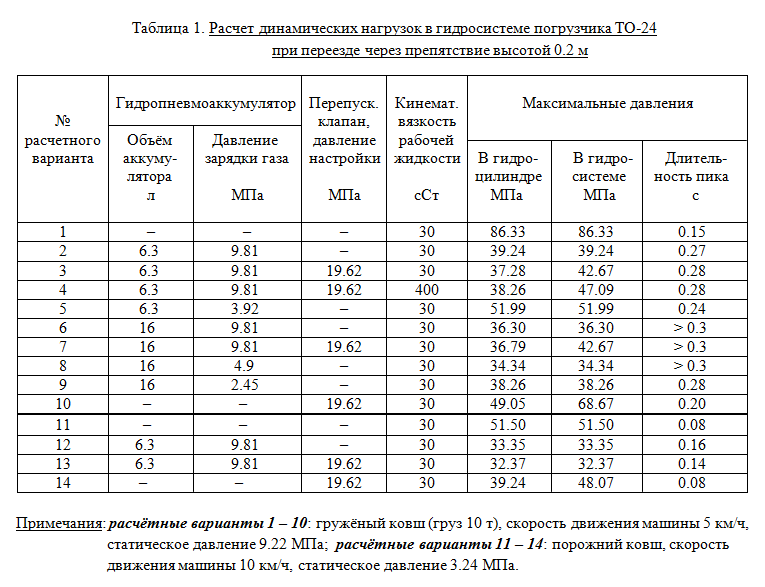 Таблица 1. Расчет динамических нагрузок в гидросистеме погрузчика ТО-24
при переезде через препятствие высотой 0.2 м
№ расчетного варианта | Гидропневмоаккумулятор | Перепуск. клапан, давление настройки МПа | Кинемат. вязкость рабочей жидкости сСт | Максимальные давления
Объём аккуму-лятора л | Давление зарядки газа МПа | В гидро-цилиндре МПа | В гидро-системе МПа | Длитель-ность пика с
1 – – – 30 86.33 86.33 0.15
2 6.3 9.81 – 30 39.24 39.24 0.27
3 6.3 9.81 19.62 30 37.28 42.67 0.28
4 6.3 9.81 19.62 400 38.26 47.09 0.28
5 6.3 3.92 – 30 51.99 51.99 0.24
6 16 9.81 – 30 36.30 36.30 > 0.3
7 16 9.81 19.62 30 36.79 42.67 > 0.3
8 16 4.9 – 30 34.34 34.34 > 0.3
9 16 2.45 – 30 38.26 38.26 0.28
10 – – 19.62 30 49.05 68.67 0.20
11 – – – 30 51.50 51.50 0.08
12 6.3 9.81 – 30 33.35 33.35 0.16
13 6.3 9.81 19.62 30 32.37 32.37 0.14
14 – – 19.62 30 39.24 48.07 0.08
Примечания: расчётные варианты 1 – 10: гружёный ковш (груз 10 т), скорость движения машины 5 км/ч,
статическое давление 9.22 МПа; расчётные варианты 11 – 14: порожний ковш, скорость
движения машины 10 км/ч, статическое давление 3.24 МПа.